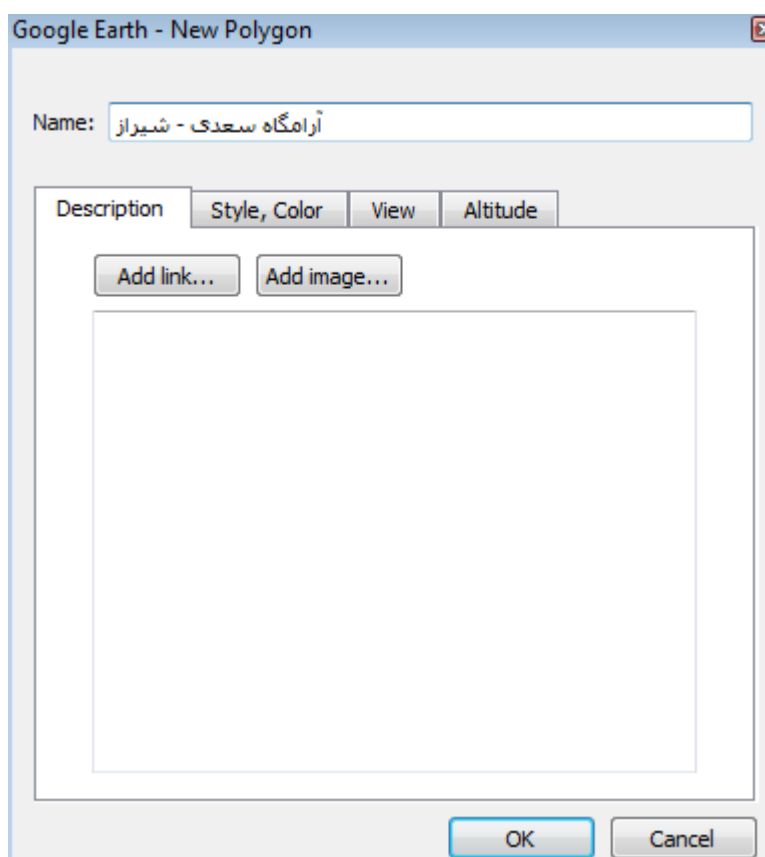 Google Earth - New Polygon
Name: آرامگاه سعدی - شیراز
Description Style, Color View Altitude
Add link... Add image...
OK Cancel